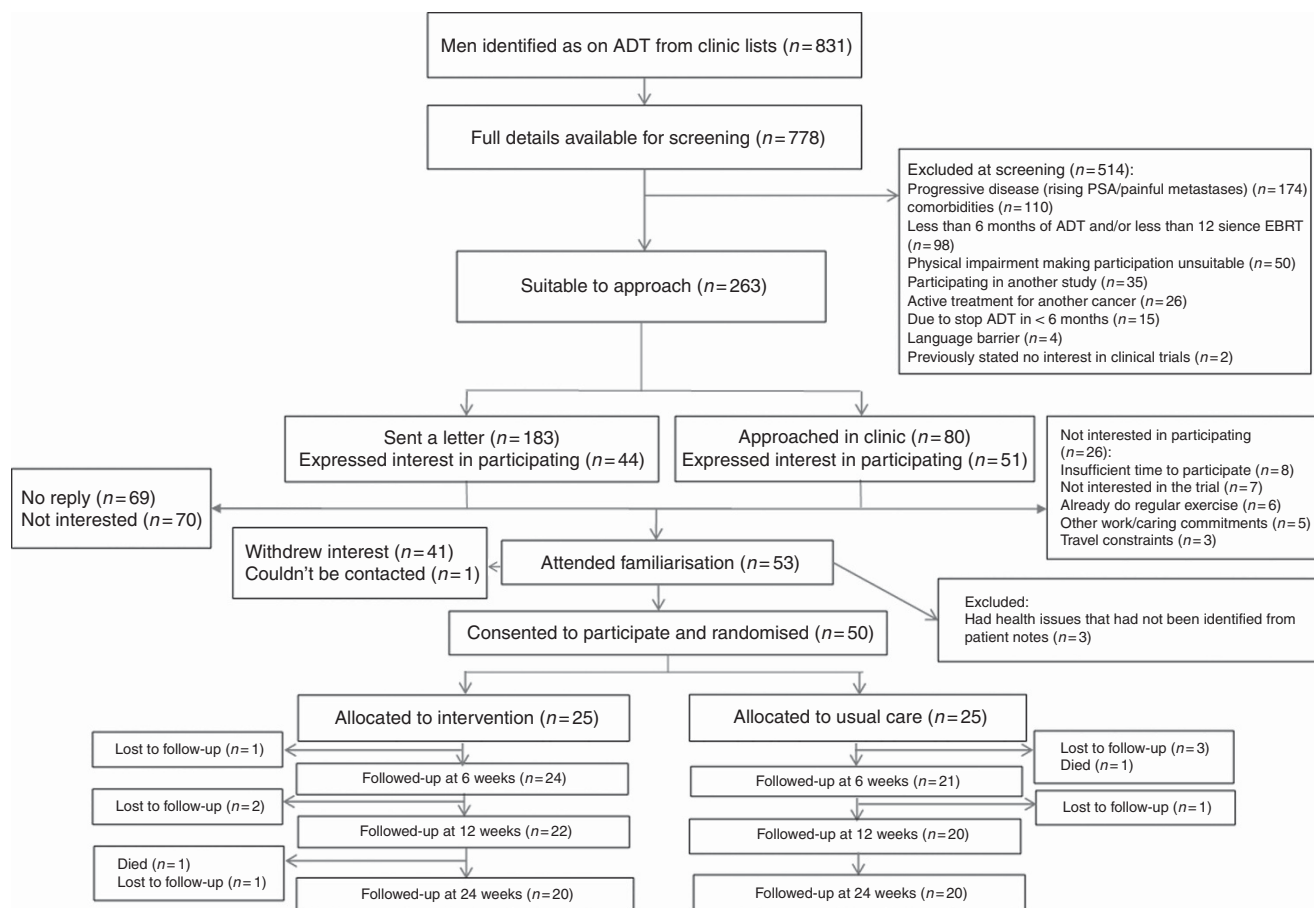 Men identified as on ADT from clinic lists (n=831)
Full details available for screening (n=778)
Excluded at screening (n=514):
Progressive disease (rising PSA/painful metastases) (n=174)
comorbidities (n=110)
Less than 6 months of ADT and/or less than 12 sience EBRT
(n=98)
Physical impairment making participation unsuitable (n=50)
Participating in another study (n=35)
Active treatment for another cancer (n=26)
Due to stop ADT in < 6 months (n=15)
Language barrier (n=4)
Previously stated no interest in clinical trials (n=2)
Suitable to approach (n=263)
Sent a letter (n=183)
Expressed interest in participating (n=44)
Approached in clinic (n=80)
Expressed interest in participating (n=51)
Not interested in participating
(n=26):
Insufficient time to participate (n=8)
Not interested in the trial (n=7)
Already do regular exercise (n=6)
Other work/caring commitments (n=5)
Travel constraints (n=3)
No reply (n=69)
Not interested (n=70)
Withdrew interest (n=41)
Couldn't be contacted (n=1)
Attended familiarisation (n=53)
Excluded:
Had health issues that had not been identified from
patient notes (n=3)
Consented to participate and randomised (n=50)
Allocated to intervention (n=25)
Allocated to usual care (n=25)
Lost to follow-up (n=1)
Lost to follow-up (n=3)
Died (n=1)
Followed-up at 6 weeks (n=24)
Followed-up at 6 weeks (n=21)
Lost to follow-up (n=2)
Lost to follow-up (n=1)
Followed-up at 12 weeks (n=22)
Followed-up at 12 weeks (n=20)
Died (n=1)
Lost to follow-up (n=1)
Followed-up at 24 weeks (n=20)
Followed-up at 24 weeks (n=20)